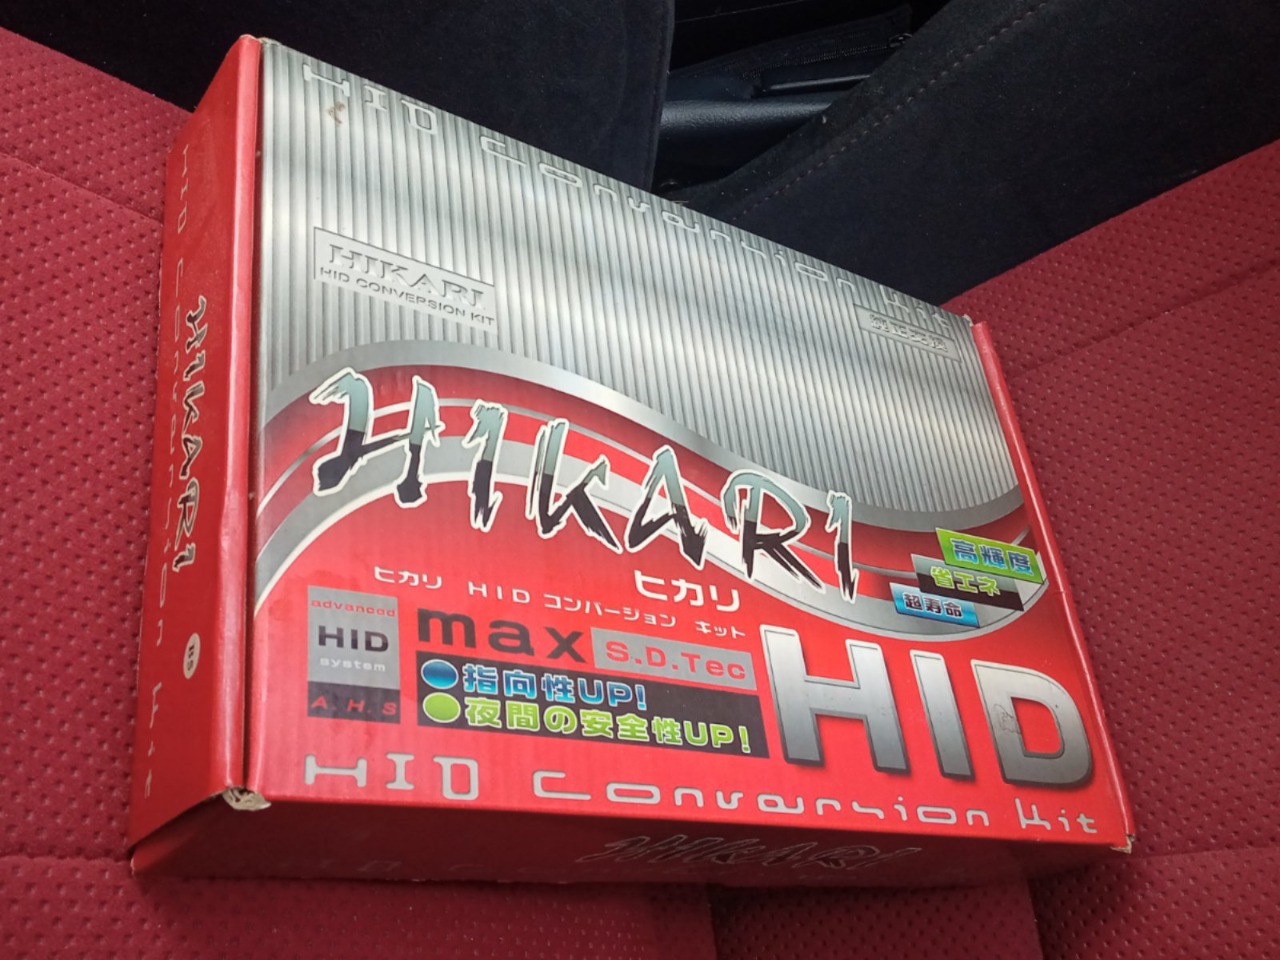 HID Conversion Kit
HIKARI
HID CONVERSION KIT
HIKARI
ヒカリ
ヒカリ HID コンバージョン キット
高輝度
省エネ
超寿命
advanced
HID
system
A.H.S
max
S.D.Tec
指向性UP!
夜間の安全性UP!
HID
HID Conversion Kit
HID Conversion Kit
HIKARI
HIKARI